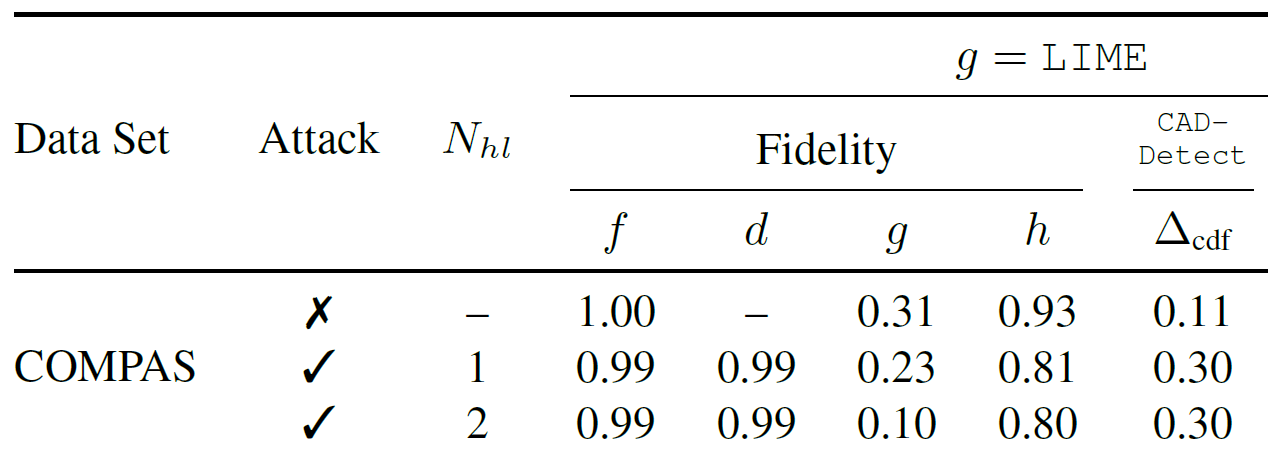 g = LIME
Data Set Attack N_hl Fidelity CAD-
Detect
f d g h Δ_cdf
✗ – 1.00 – 0.31 0.93 0.11
COMPAS ✓ 1 0.99 0.99 0.23 0.81 0.30
✓ 2 0.99 0.99 0.10 0.80 0.30